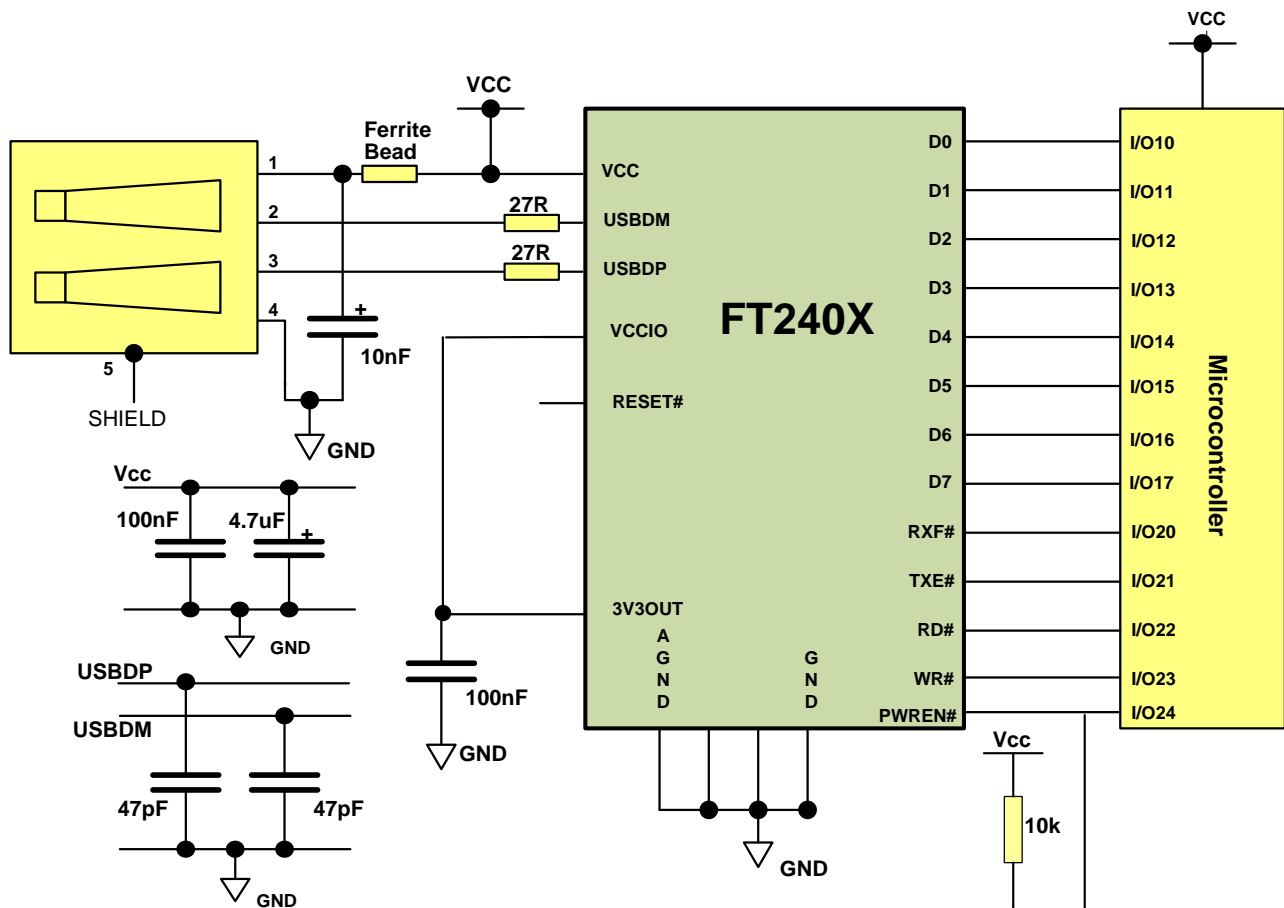 VCC
VCC
Ferrite
Bead
1
2
3
4
5
SHIELD
27R
27R
+
10nF
GND
VCC
USBDM
USBDP
VCCIO
RESET#
3V3OUT
AGND
GND
FT240X
D0
D1
D2
D3
D4
D5
D6
D7
RXF#
TXE#
RD#
WR#
PWREN#
I/O10
I/O11
I/O12
I/O13
I/O14
I/O15
I/O16
I/O17
I/O20
I/O21
I/O22
I/O23
I/O24
Microcontroller
Vcc
100nF
4.7uF
+
GND
USBDP
USBDM
47pF
47pF
GND
100nF
GND
GND
Vcc
10k